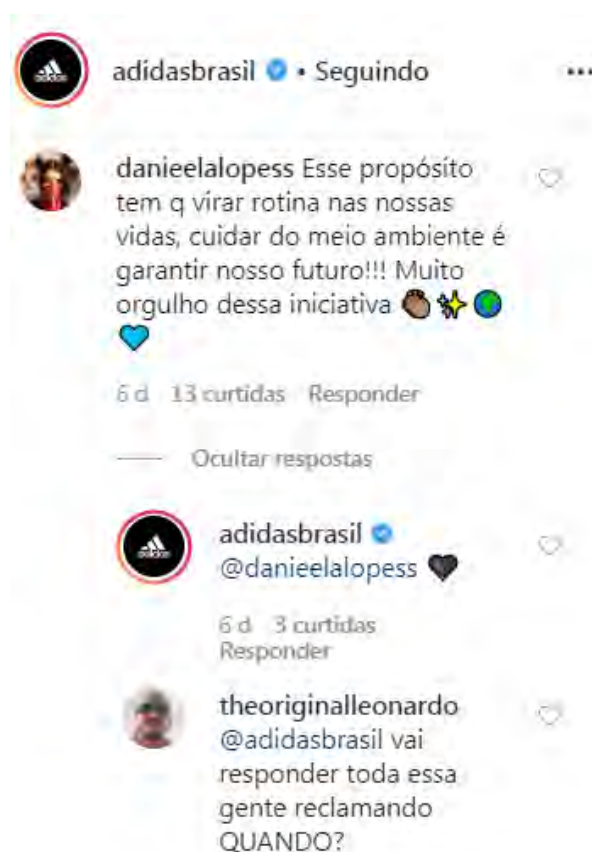 adidasbrasil • Seguindo
danieelalopess Esse propósito
tem q virar rotina nas nossas
vidas, cuidar do meio ambiente é
garantir nosso futuro!!! Muito
orgulho dessa iniciativa 👏🏽✨🌎
💙
6 d 13 curtidas Responder
Ocultar respostas
adidas
adidasbrasil
@danieelalopess 🖤
6 d 3 curtidas
Responder
theoriginalleonardo
@adidasbrasil vai
responder toda essa
gente reclamando
QUANDO?